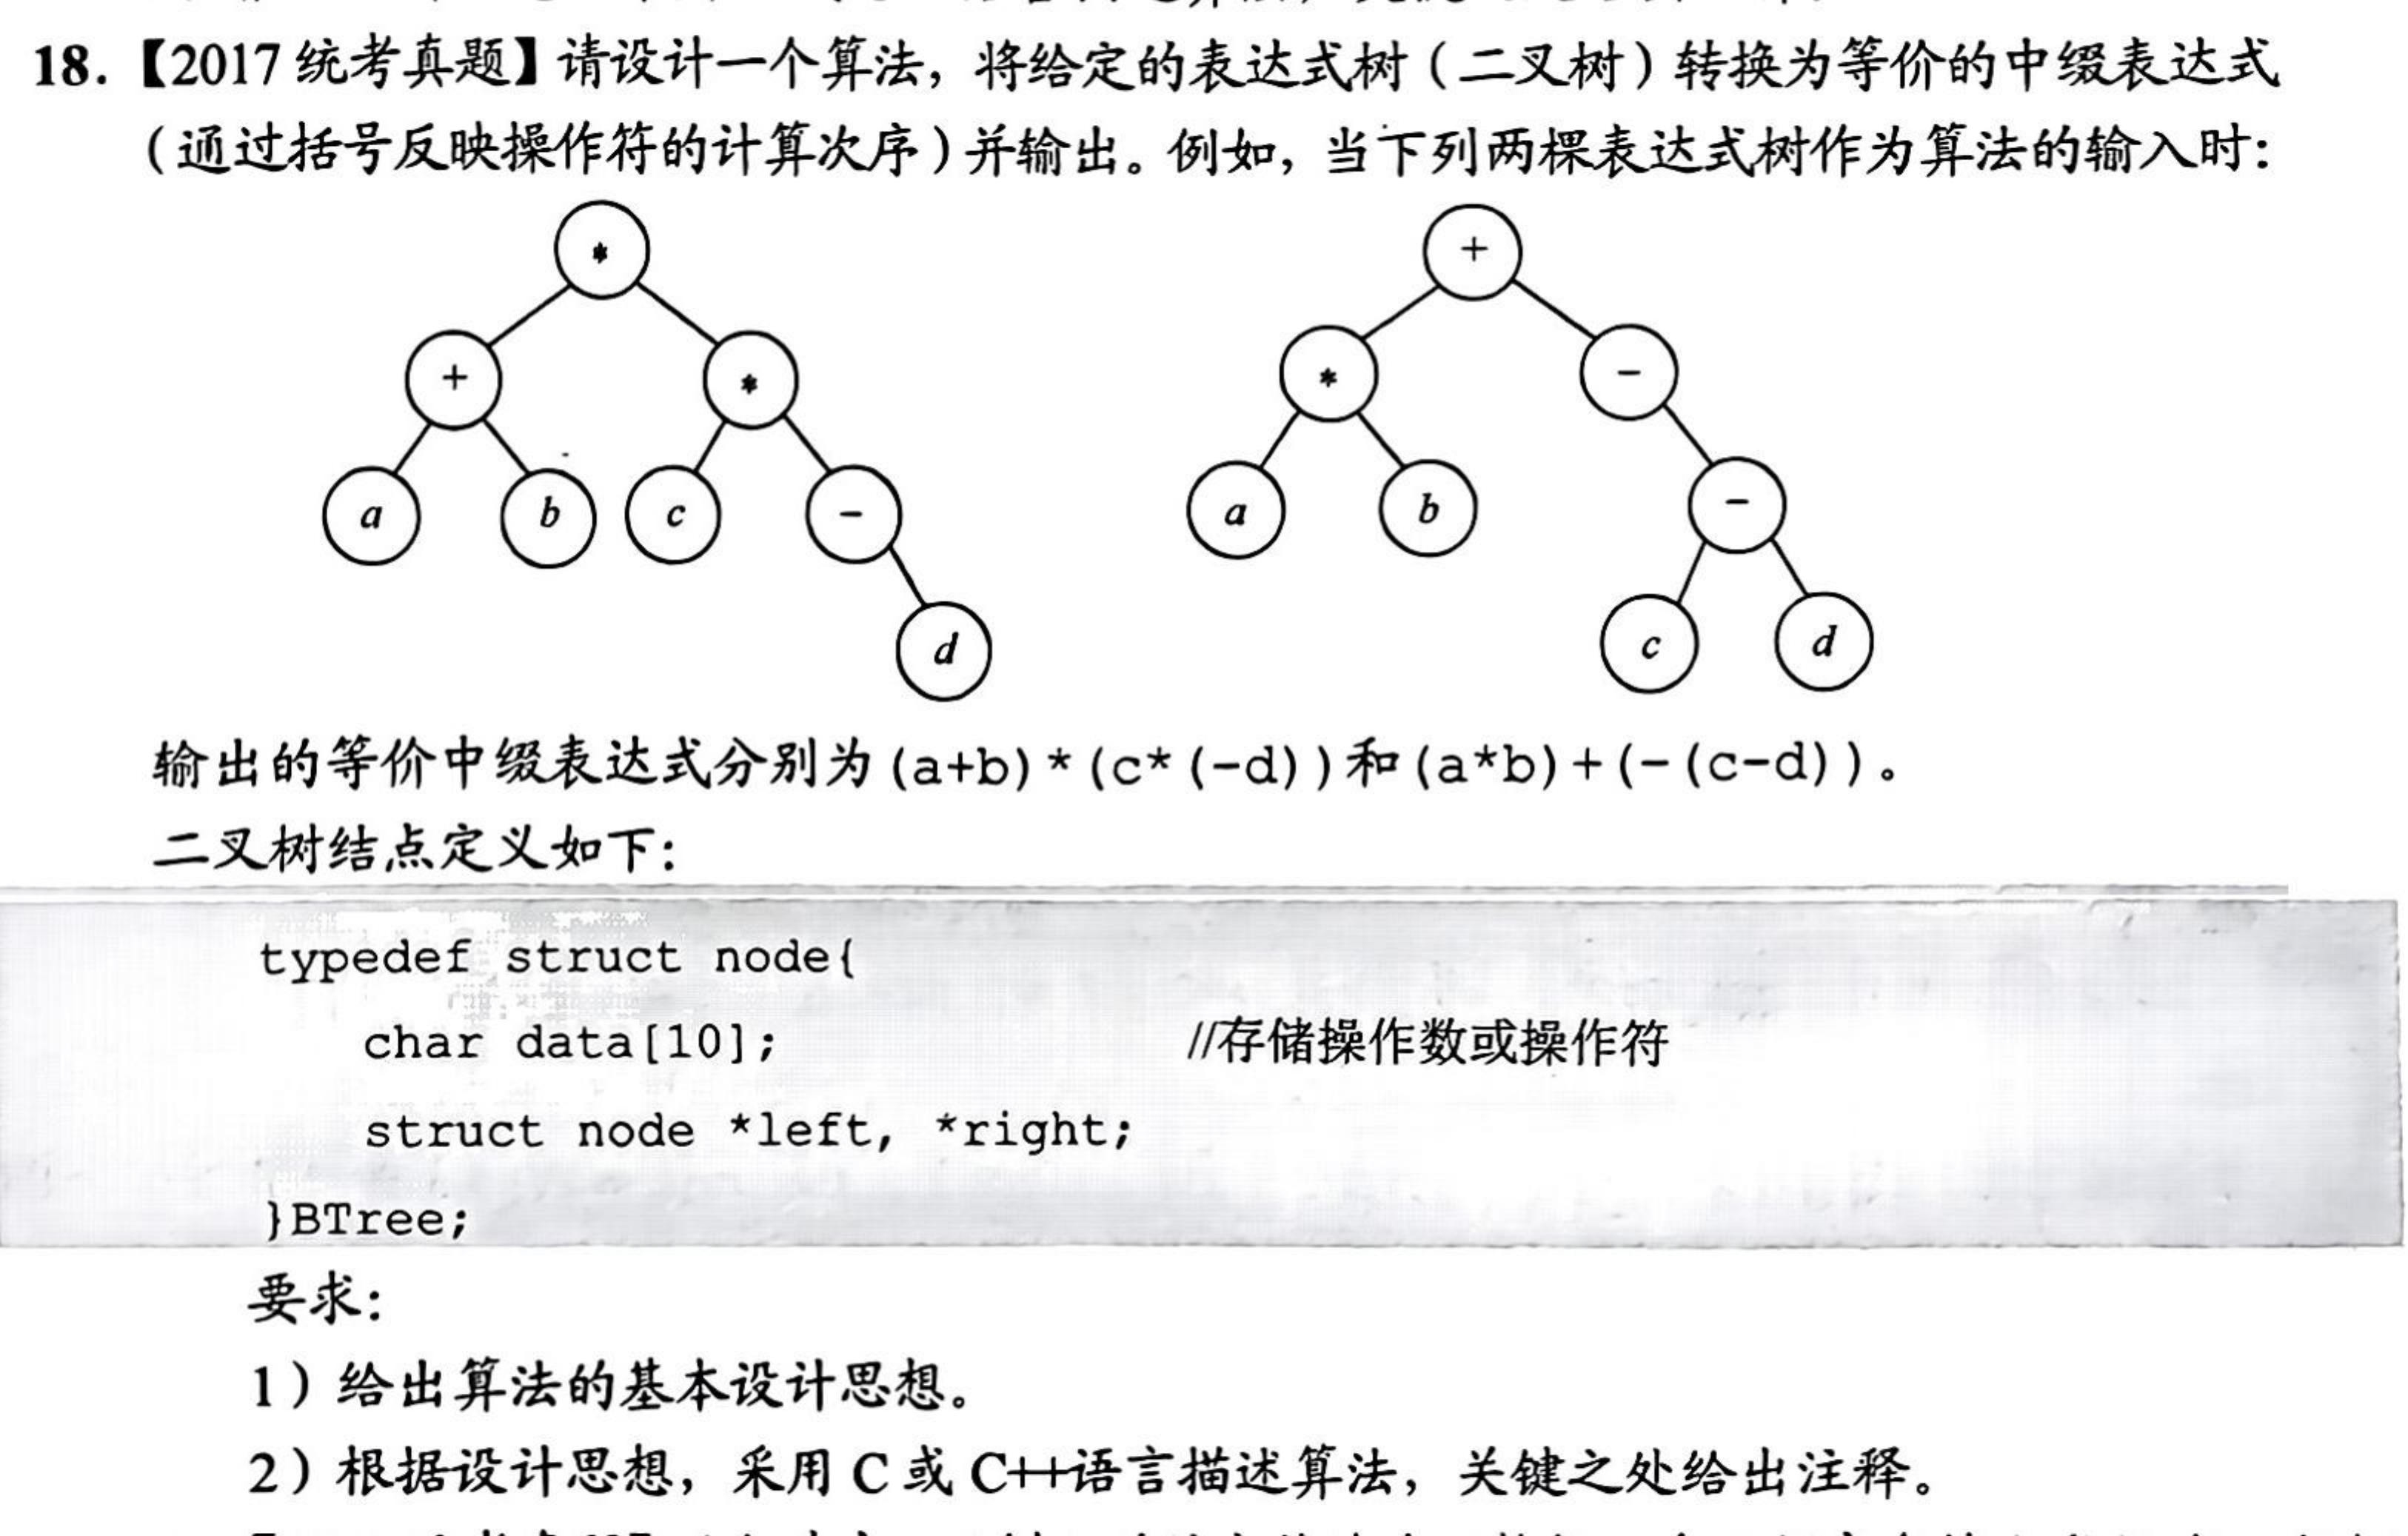 18.【2017统考真题】请设计一个算法，将给定的表达式树（二叉树）转换为等价的中缀表达式
（通过括号反映操作符的计算次序）并输出。例如，当下列两棵表达式树作为算法的输入时：
* +
+ * * -
a b c - a b -
d c d
输出的等价中缀表达式分别为(a+b)*(c*(-d))和(a*b)+(-(c-d))。
二叉树结点定义如下：
typedef struct node{
char data[10]; //存储操作数或操作符
struct node *left, *right;
}BTree;
要求：
1）给出算法的基本设计思想。
2）根据设计思想，采用C或C++语言描述算法，关键之处给出注释。